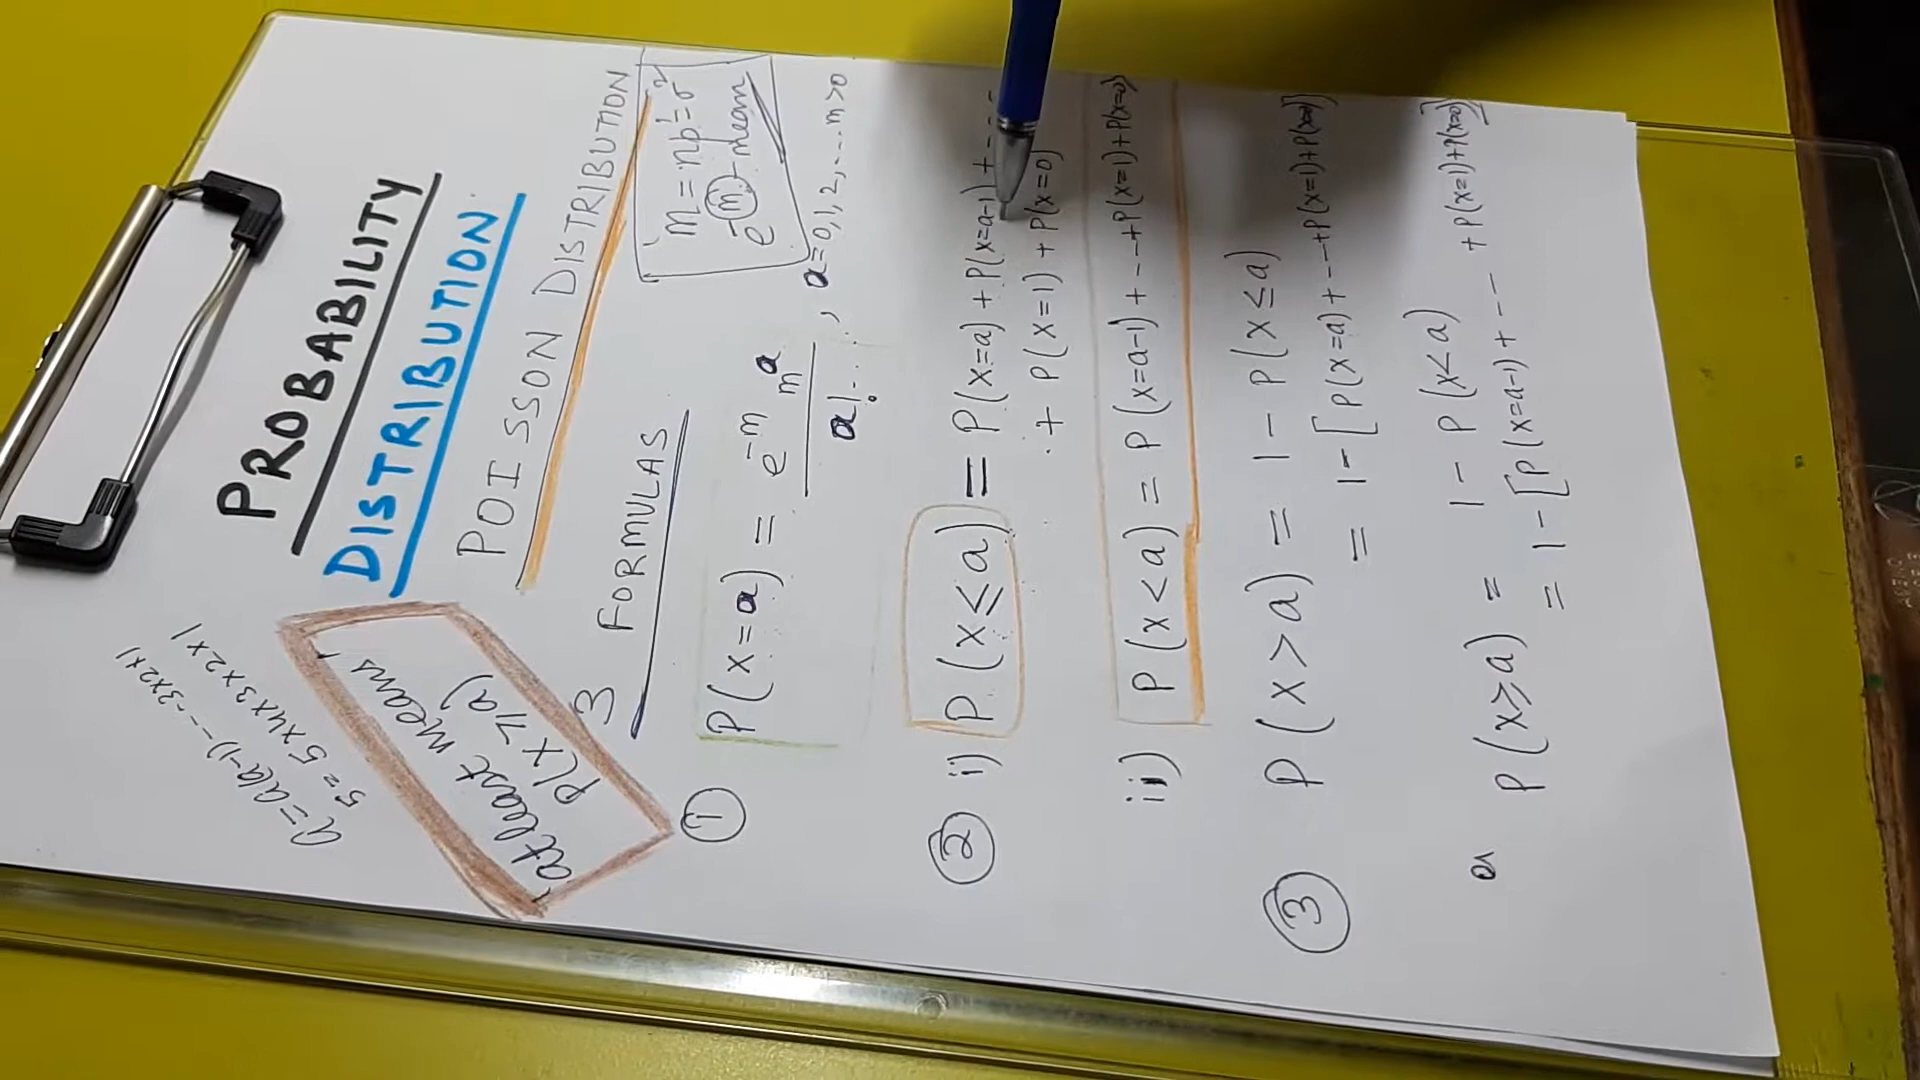 PROBABILITY
DISTRIBUTION
POISSON DISTRIBUTION
a!=a(a-1)---3x2x1
5=5x4x3x2x1
"atleast means"
P(x⩾a)
3 FORMULAS
m=np=σ²
e^-m - mean
① P(x=a) = e^-m m^a / a! , a=0,1,2,...m>0
② i) P(x≤a) = P(x=a)+P(x=a-1)+---
+P(x=1)+P(x=0)
ii) P(x<a) = P(x=a-1)+--+P(x=1)+P(x=0)
③ P(x>a) = 1-P(x≤a)
= 1-[P(x=a)+---+P(x=1)+P(x=0)]
or P(x≥a) = 1-P(x<a)
= 1-[P(x=a-1)+-- +P(x=1)+P(x=0)]